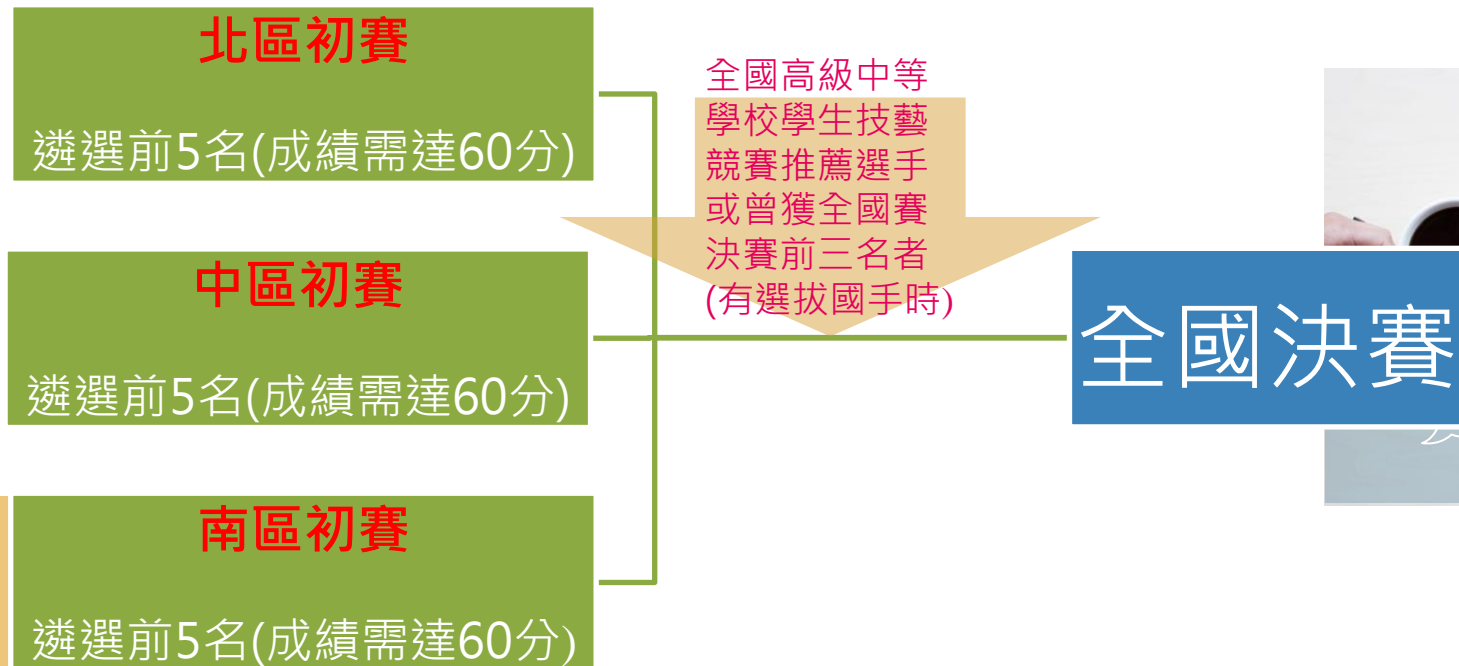 北區初賽
遴選前5名(成績需達60分)
全國高級中等
學校學生技藝
競賽推薦選手
或曾獲全國賽
決賽前三名者
(有選拔國手時)
中區初賽
遴選前5名(成績需達60分)
全國決賽
南區初賽
遴選前5名(成績需達60分)